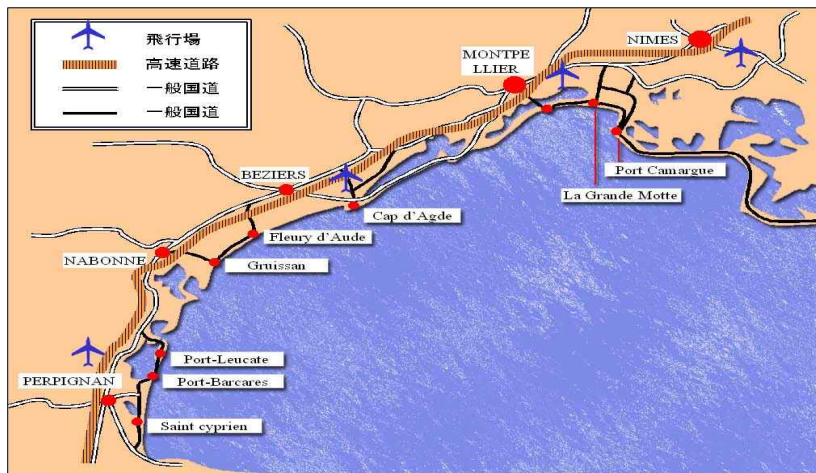 飛行場
高速道路
一般国道
一般国道
NIMES
MONTPE
LLIER
Port Camargue
La Grande Motte
BEZIERS
Cap d'Agde
Fleury d'Aude
NABONNE
Gruissan
Port-Leucate
Port-Barcares
PERPIGNAN
Saint cyprien